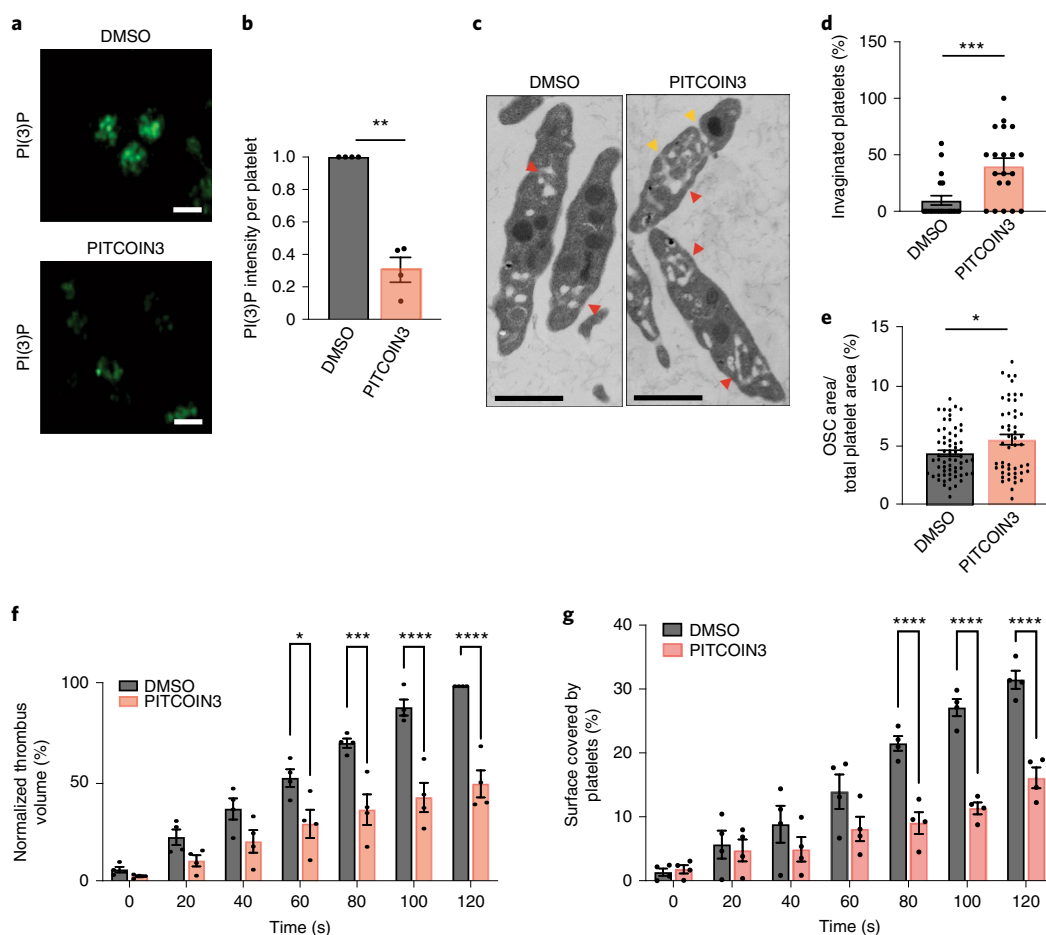 a
DMSO
PI(3)P
PITCOIN3
PI(3)P
b
**
PI(3)P intensity per platelet
1.0
0.8
0.6
0.4
0.2
0
DMSO
PITCOIN3
c
DMSO
PITCOIN3
d
***
Invaginated platelets (%)
150
100
50
0
DMSO
PITCOIN3
e
*
OSC area/
total platelet area (%)
15
10
5
0
DMSO
PITCOIN3
f
DMSO
PITCOIN3
* *** **** ****
Normalized thrombus
volume (%)
100
50
0
0 20 40 60 80 100 120
Time (s)
g
DMSO
PITCOIN3
**** **** ****
Surface covered by
platelets (%)
40
30
20
10
0
0 20 40 60 80 100 120
Time (s)